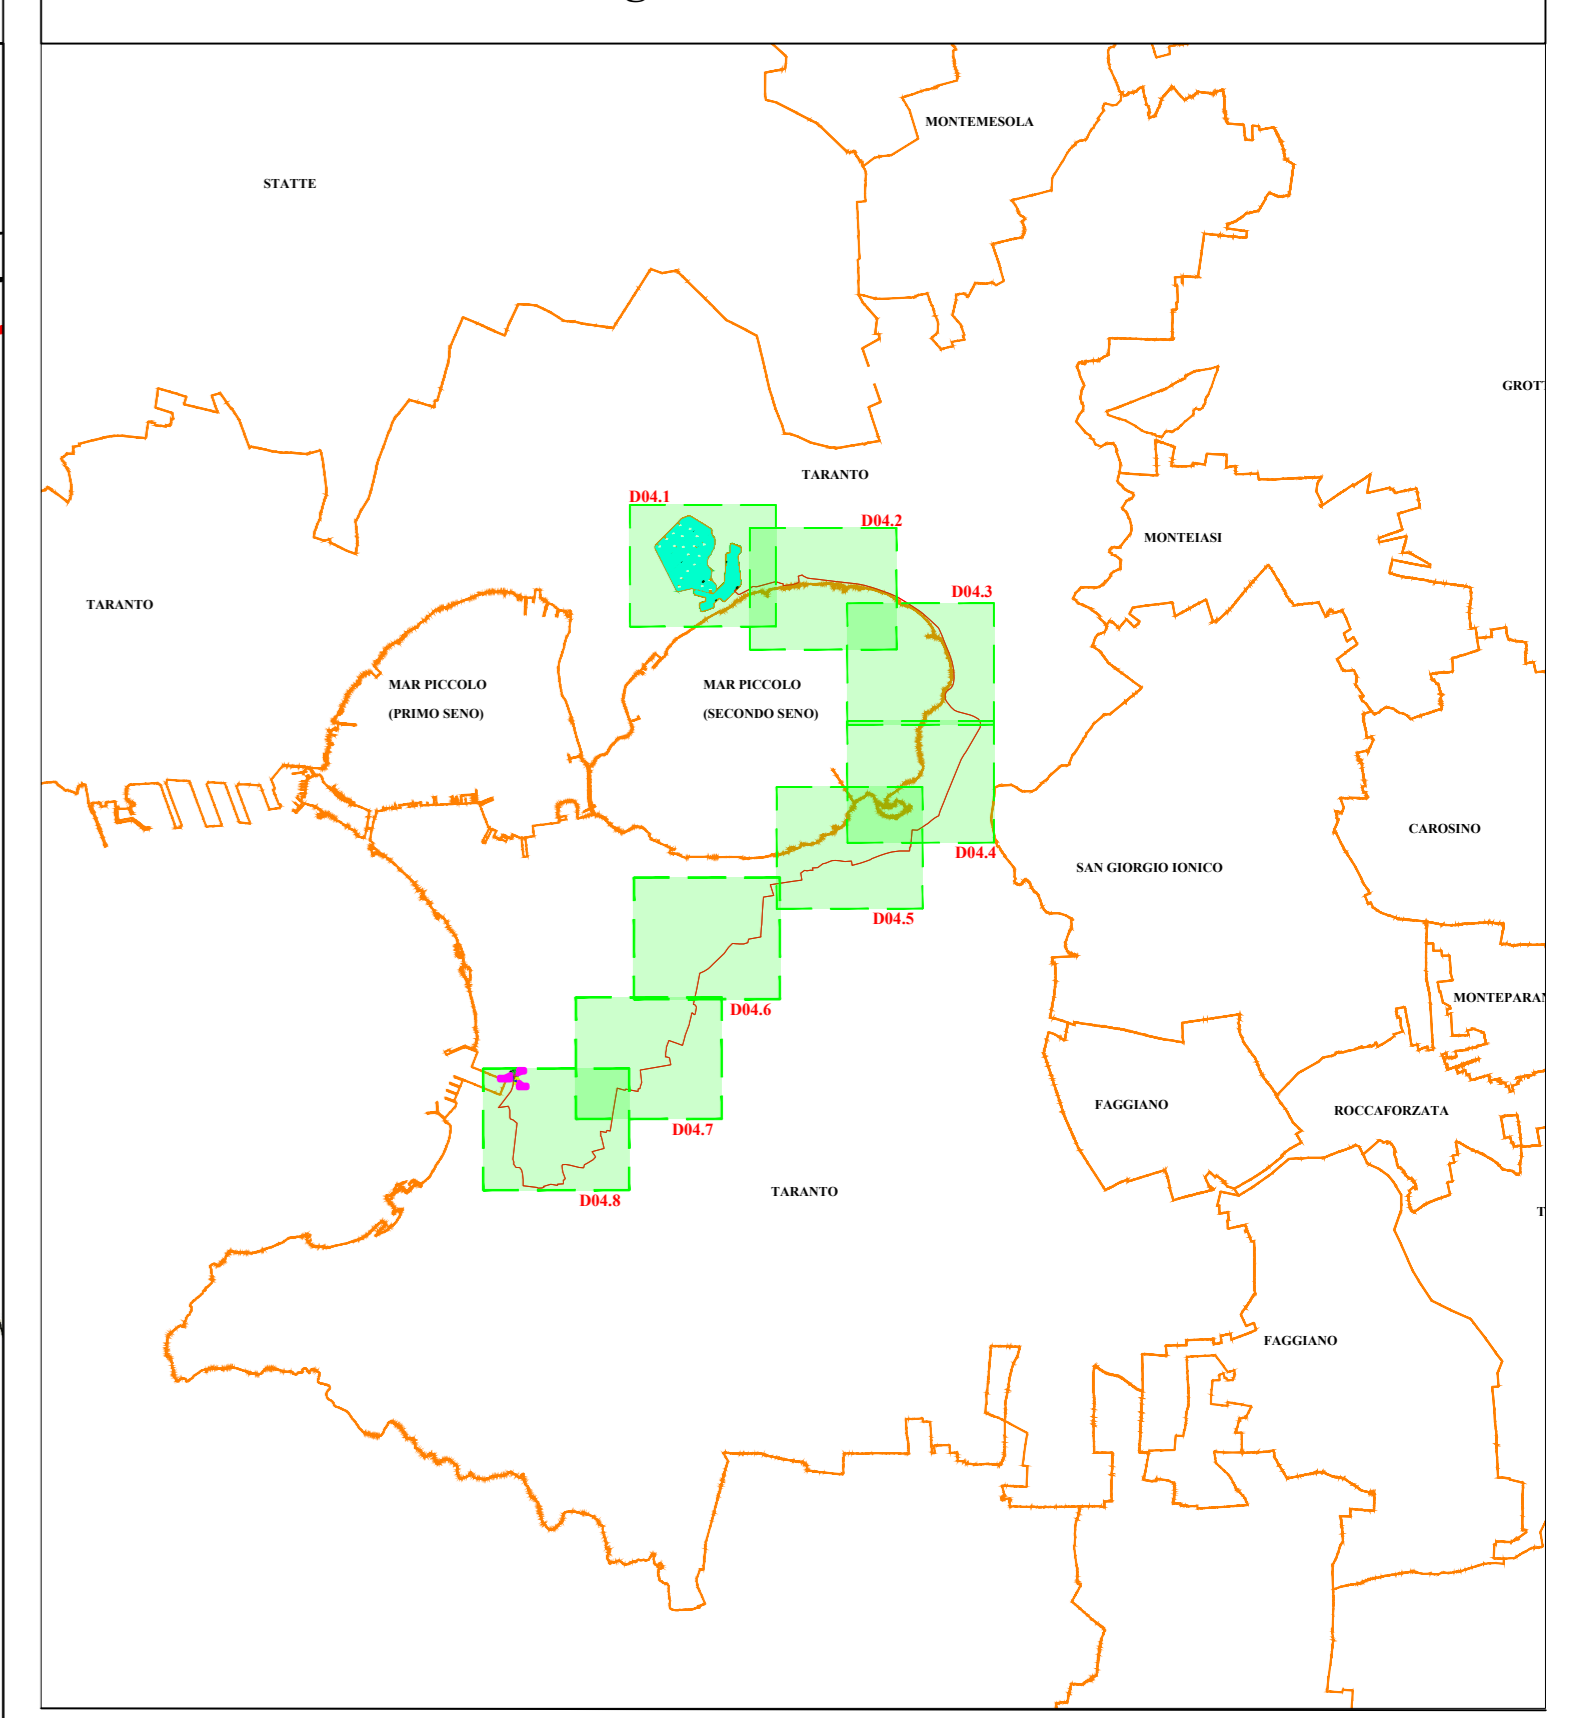 MONTEMESOLA
STATTE
GROT
TARANTO
D04.1
D04.2
MONTEIASI
D04.3
TARANTO
MAR PICCOLO
(PRIMO SENO)
MAR PICCOLO
(SECONDO SENO)
CAROSINO
D04.4
SAN GIORGIO IONICO
D04.5
MONTEPARAN
D04.6
FAGGIANO
ROCCAFORZATA
D04.7
TARANTO
D04.8
T
FAGGIANO